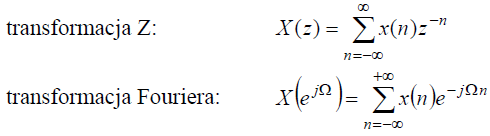 transformacja Z: X(z) = ∑_{n=-∞}^{∞} x(n)z^{-n}
transformacja Fouriera: X(e^{jΩ}) = ∑_{n=-∞}^{+∞} x(n)e^{-jΩn}